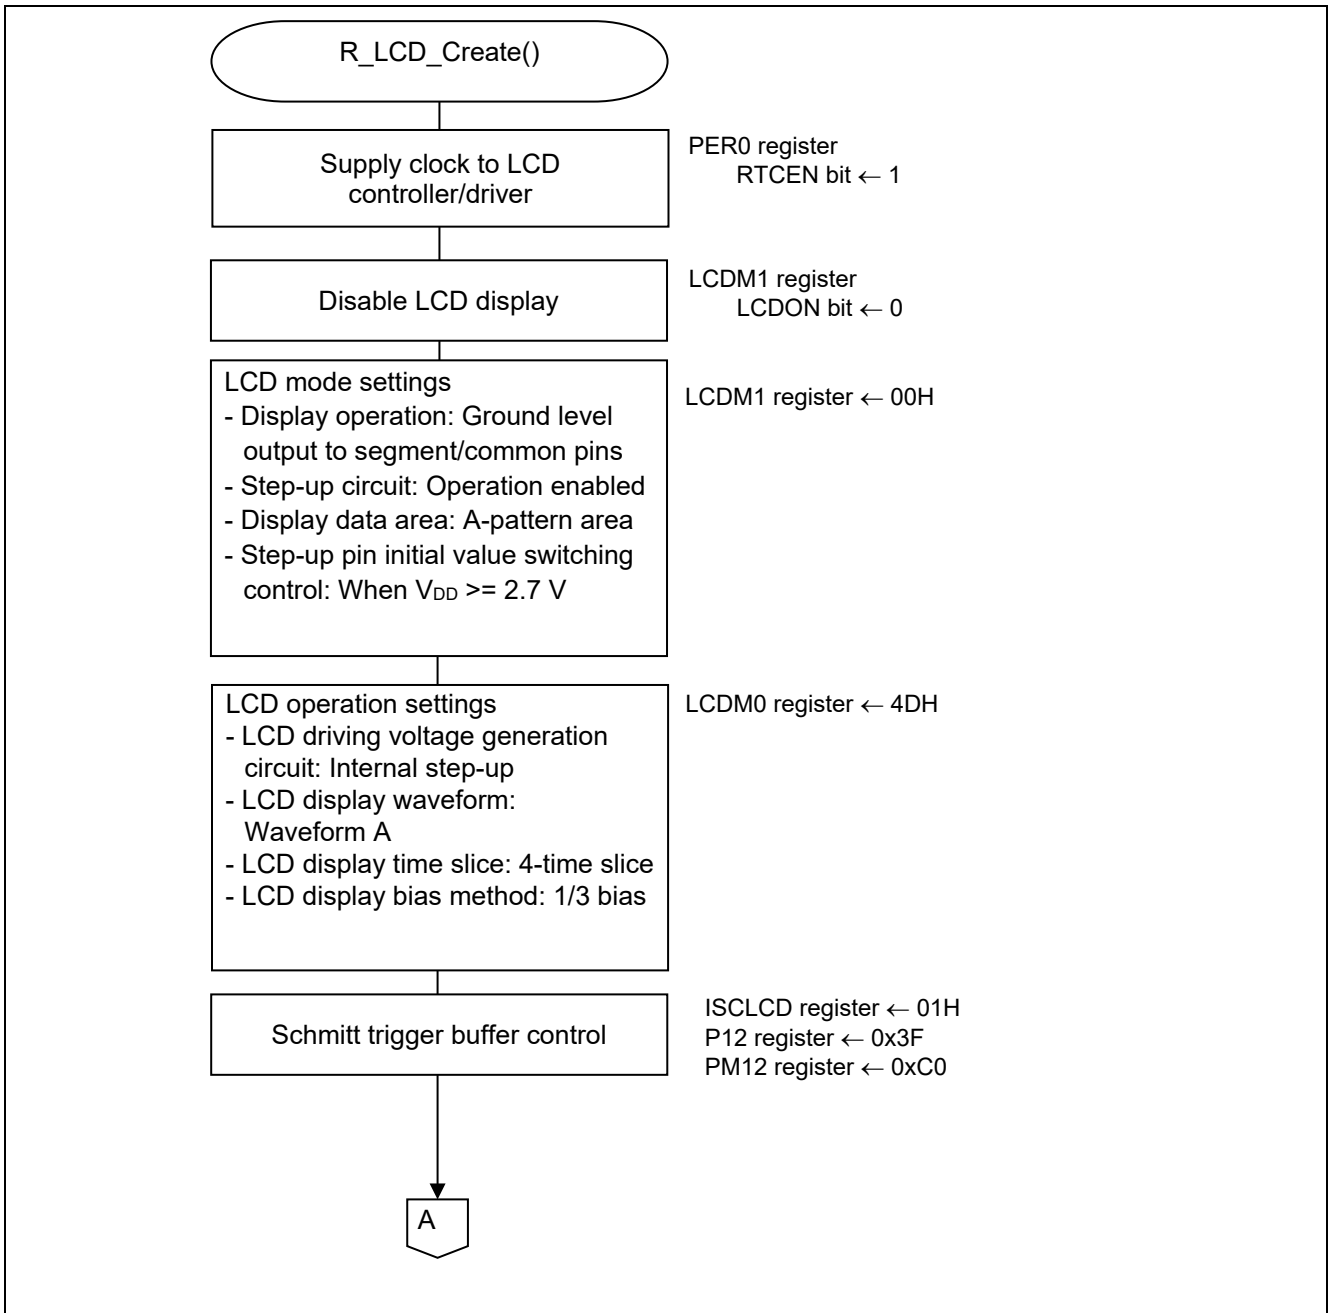 R_LCD_Create()
Supply clock to LCD
controller/driver
PER0 register
RTCEN bit ← 1
Disable LCD display
LCDM1 register
LCDON bit ← 0
LCD mode settings
- Display operation: Ground level
output to segment/common pins
- Step-up circuit: Operation enabled
- Display data area: A-pattern area
- Step-up pin initial value switching
control: When VDD >= 2.7 V
LCDM1 register ← 00H
LCD operation settings
- LCD driving voltage generation
circuit: Internal step-up
- LCD display waveform:
Waveform A
- LCD display time slice: 4-time slice
- LCD display bias method: 1/3 bias
LCDM0 register ← 4DH
Schmitt trigger buffer control
ISCLCD register ← 01H
P12 register ← 0x3F
PM12 register ← 0xC0
A